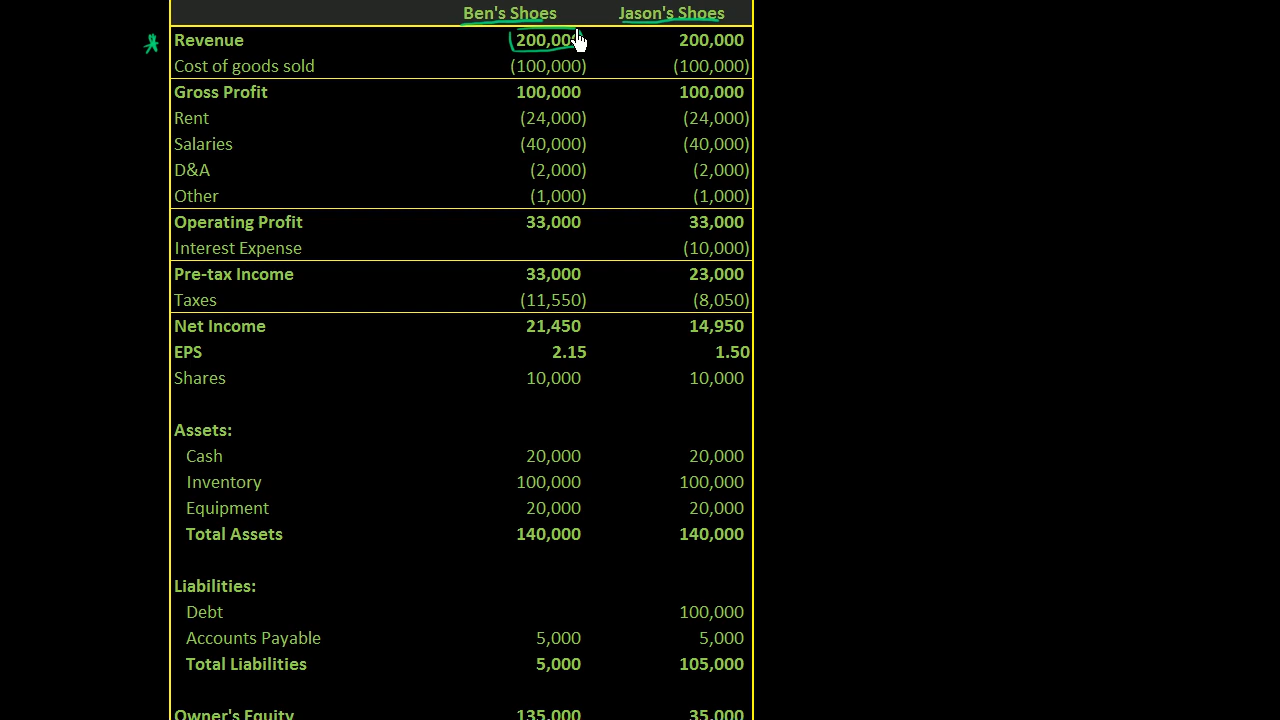 Ben's Shoes Jason's Shoes
Revenue 200,00 200,000
Cost of goods sold (100,000) (100,000)
Gross Profit 100,000 100,000
Rent (24,000) (24,000)
Salaries (40,000) (40,000)
D&A (2,000) (2,000)
Other (1,000) (1,000)
Operating Profit 33,000 33,000
Interest Expense (10,000)
Pre-tax Income 33,000 23,000
Taxes (11,550) (8,050)
Net Income 21,450 14,950
EPS 2.15 1.50
Shares 10,000 10,000
Assets:
Cash 20,000 20,000
Inventory 100,000 100,000
Equipment 20,000 20,000
Total Assets 140,000 140,000
Liabilities:
Debt 100,000
Accounts Payable 5,000 5,000
Total Liabilities 5,000 105,000
Owner's Equity 135,000 35,000